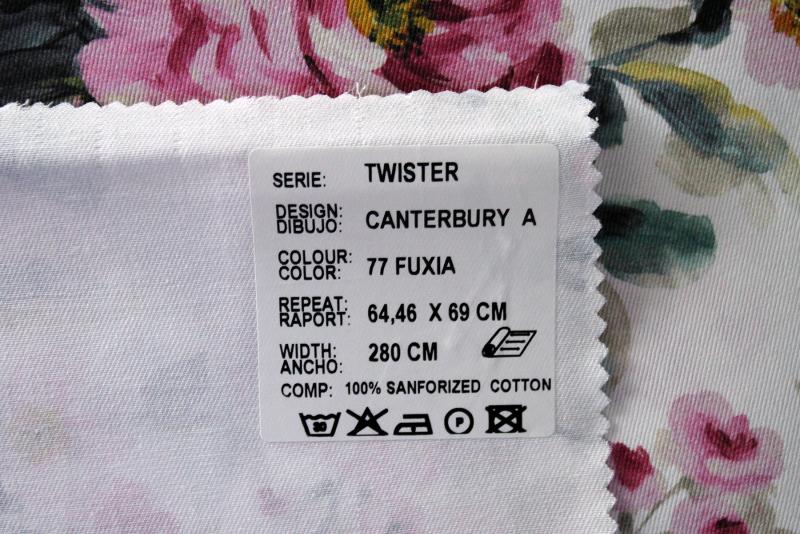 SERIE: TWISTER
DESIGN:
DIBUJO: CANTERBURY A
COLOUR:
COLOR: 77 FUXIA
REPEAT:
RAPORT: 64,46 X 69 CM
WIDTH:
ANCHO: 280 CM
COMP: 100% SANFORIZED COTTON
30 P